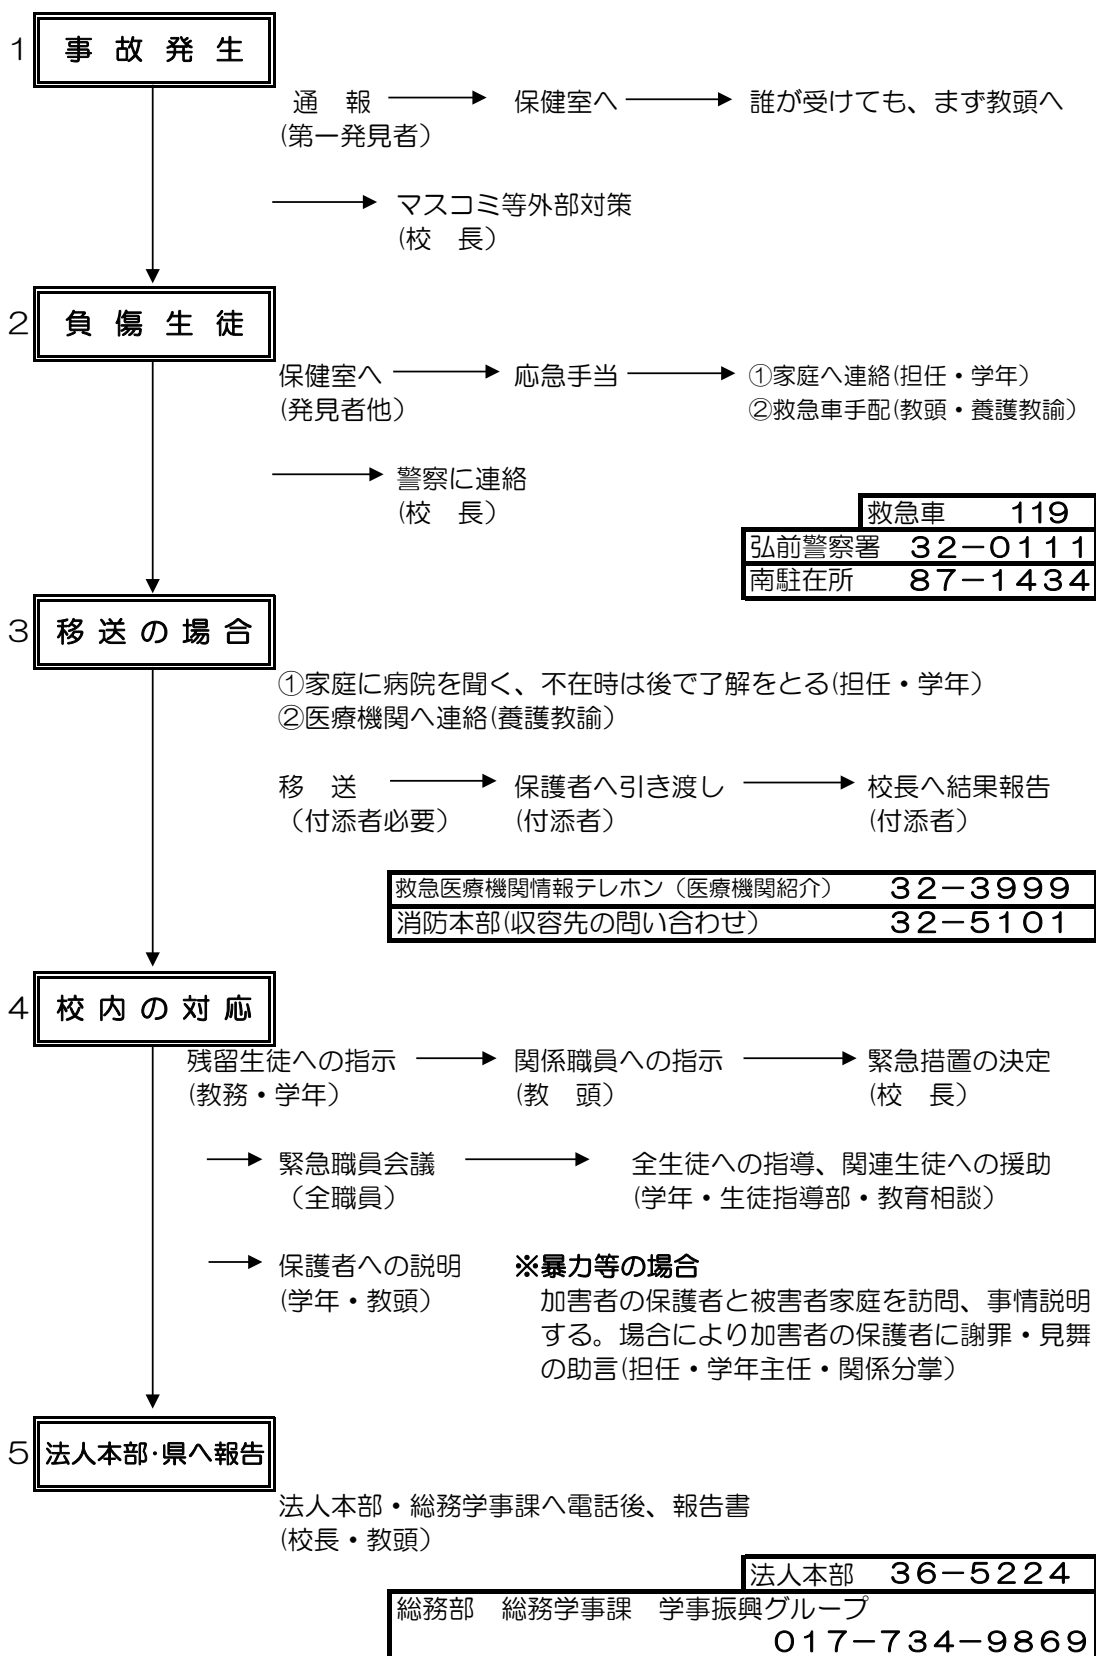 1 事 故 発 生
通　報 → 保健室へ → 誰が受けても、まず教頭へ
(第一発見者)
→ マスコミ等外部対策
(校　長)
2 負 傷 生 徒
保健室へ → 応急手当 → ①家庭へ連絡(担任・学年)
(発見者他) ②救急車手配(教頭・養護教諭)
→ 警察に連絡
(校　長)
救急車　119
弘前警察署　32－0111
南駐在所　87－1434
3 移 送 の 場 合
①家庭に病院を聞く、不在時は後で了解をとる(担任・学年)
②医療機関へ連絡(養護教諭)
移　送 → 保護者へ引き渡し → 校長へ結果報告
（付添者必要） (付添者) (付添者)
救急医療機関情報テレホン（医療機関紹介）　32－3999
消防本部(収容先の問い合わせ)　32－5101
4 校 内 の 対 応
残留生徒への指示 → 関係職員への指示 → 緊急措置の決定
(教務・学年) (教　頭) (校　長)
→ 緊急職員会議 → 全生徒への指導、関連生徒への援助
（全職員） (学年・生徒指導部・教育相談)
→ 保護者への説明 ※暴力等の場合
(学年・教頭) 加害者の保護者と被害者家庭を訪問、事情説明
する。場合により加害者の保護者に謝罪・見舞
の助言(担任・学年主任・関係分掌)
5 法人本部･県へ報告
法人本部・総務学事課へ電話後、報告書
(校長・教頭)
法人本部　36－5224
総務部　総務学事課　学事振興グループ
017－734－9869